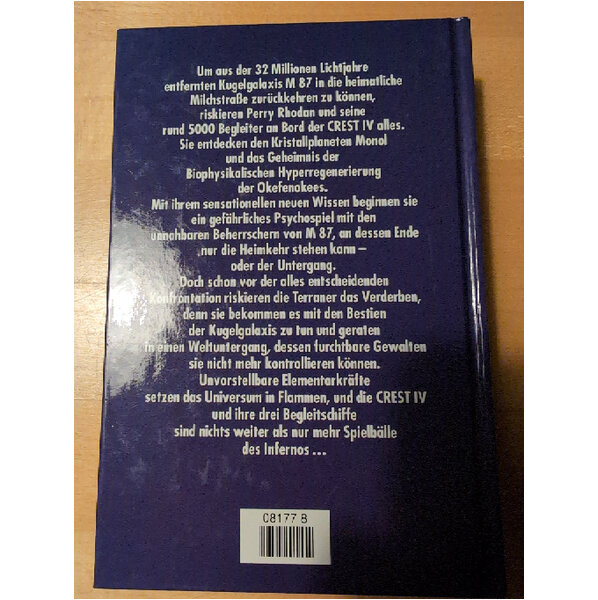 Um aus der 32 Millionen Lichtjahre
entfernten Kugelgalaxis M 87 in die heimatliche
Milchstraße zurückkehren zu können,
riskieren Perry Rhodan und seine
rund 5000 Begleiter an Bord der CREST IV alles.
Sie entdecken den Kristallplaneten Monol
und das Geheimnis der
Biophysikalischen Hyperregenerierung
der Okefenokees.
Mit ihrem sensationellen neuen Wissen beginnen sie
ein gefährliches Psychospiel mit den
unnahbaren Beherrschern von M 87, an dessen Ende
nur die Heimkehr stehen kann –
oder der Untergang.
Doch schon vor der alles entscheidenden
Konfrontation riskieren die Terraner das Verderben,
denn sie bekommen es mit den Bestien
der Kugelgalaxis zu tun und geraten
in einen Weltuntergang, dessen furchtbare Gewalten
sie nicht mehr kontrollieren können.
Unvorstellbare Elementarkräfte
setzen das Universum in Flammen, und die CREST IV
und ihre drei Begleitschiffe
sind nichts weiter als nur mehr Spielbälle
des Infernos ...
08177 8